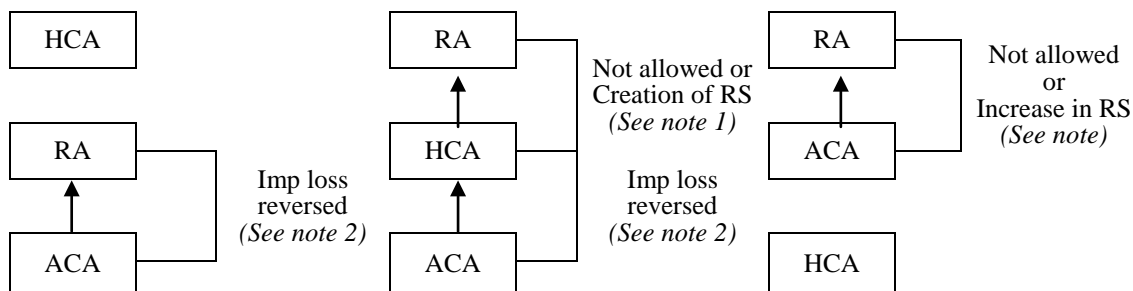 HCA
RA
ACA
Imp loss
reversed
(See note 2)
RA
HCA
ACA
Not allowed or
Creation of RS
(See note 1)
Imp loss
reversed
(See note 2)
RA
ACA
HCA
Not allowed
or
Increase in RS
(See note)